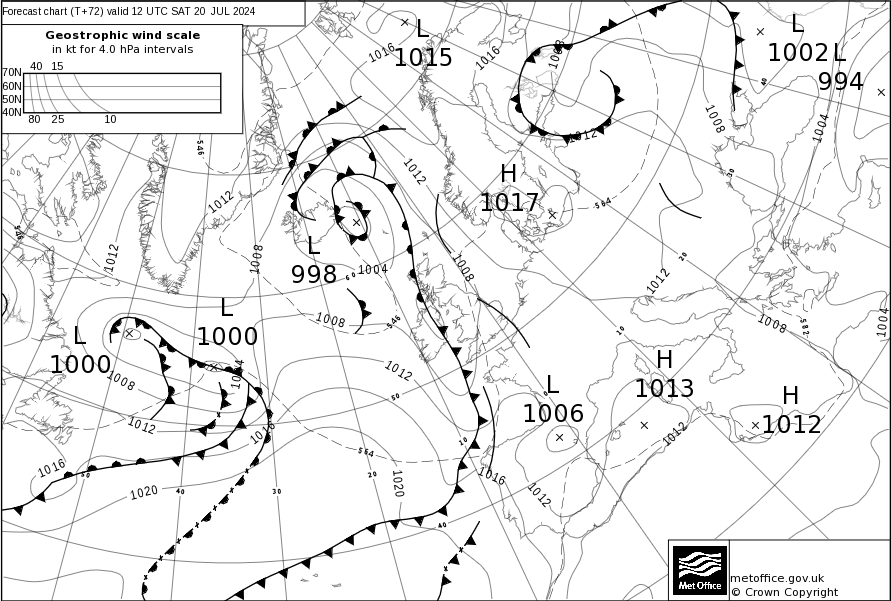 Forecast chart (T+72) valid 12 UTC SAT 20 JUL 2024
Geostrophic wind scale
in kt for 4.0 hPa intervals
40 15
70N
60N
50N
40N
80 25 10
L
1015
L
1002
L
994
H
1017
L
998
L
1000
L
1000
L
1006
H
1013
H
1012
1016
1016
1008
1012
1008
1004
1012
1012
1012
1008
1004
1008
1008
1012
1008
1004
1012
1008
1004
1012
1016
1016
1020
1020
1016
1012
1012
546
546
546
564
564
582
60
50
50
40
30
20
10
40
40
30
20
10
0
metoffice.gov.uk
© Crown Copyright
Met Office